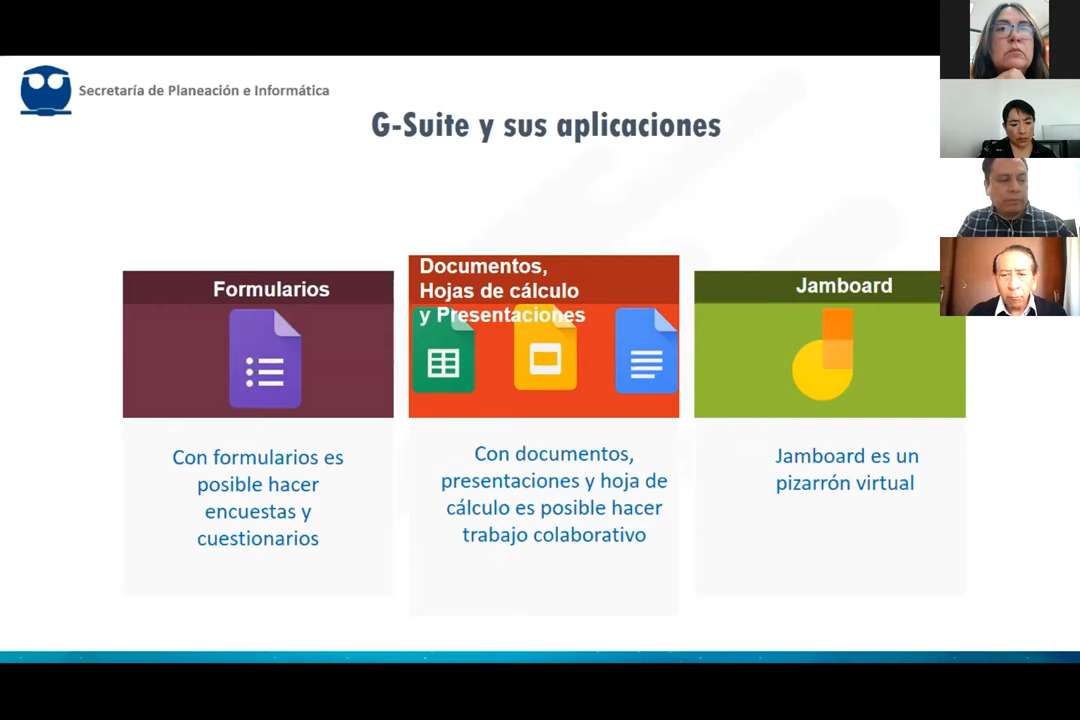 Secretaría de Planeación e Informática
G-Suite y sus aplicaciones
Formularios
Con formularios es
posible hacer
encuestas y
cuestionarios
Documentos,
Hojas de cálculo
y Presentaciones
Con documentos,
presentaciones y hoja de
cálculo es posible hacer
trabajo colaborativo
Jamboard
Jamboard es un
pizarrón virtual